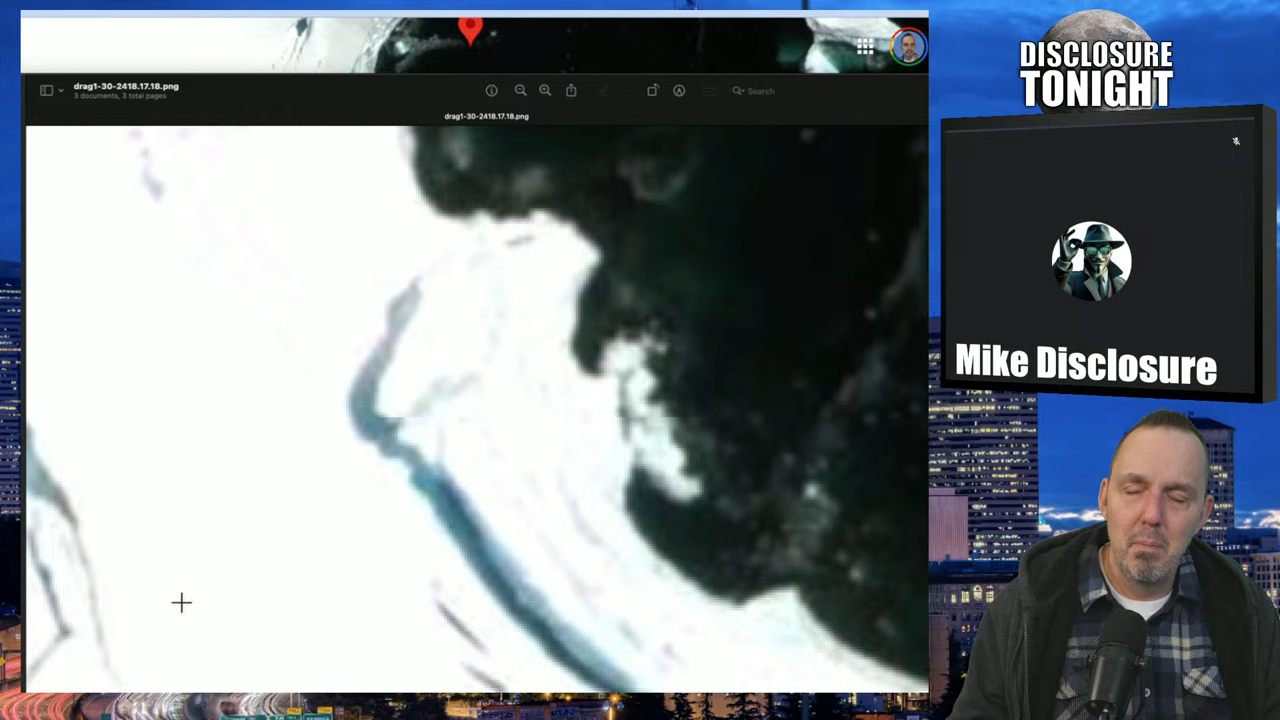 DISCLOSURE
TONIGHT
drag1-30-2418.17.18.png
3 documents, 3 total pages
Search
drag1-30-2418.17.18.png
Mike Disclosure